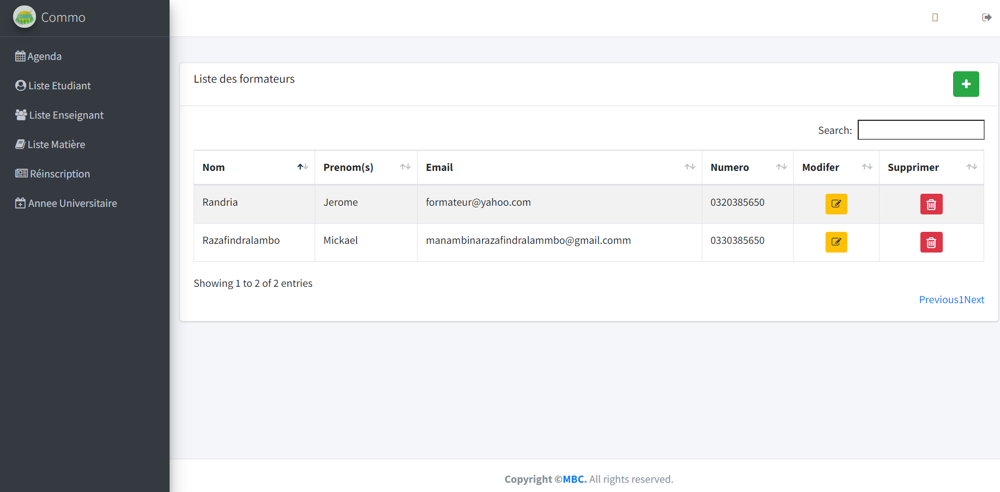 Commo
Agenda
Liste Etudiant
Liste Enseignant
Liste Matière
Réinscription
Annee Universitaire
Liste des formateurs
Search:
Nom Prenom(s) Email Numero Modifer Supprimer
Randria Jerome formateur@yahoo.com 0320385650
Razafindralambo Mickael manambinarazafindralammbo@gmail.comm 0330385650
Showing 1 to 2 of 2 entries
Previous1Next
Copyright ©MBC. All rights reserved.